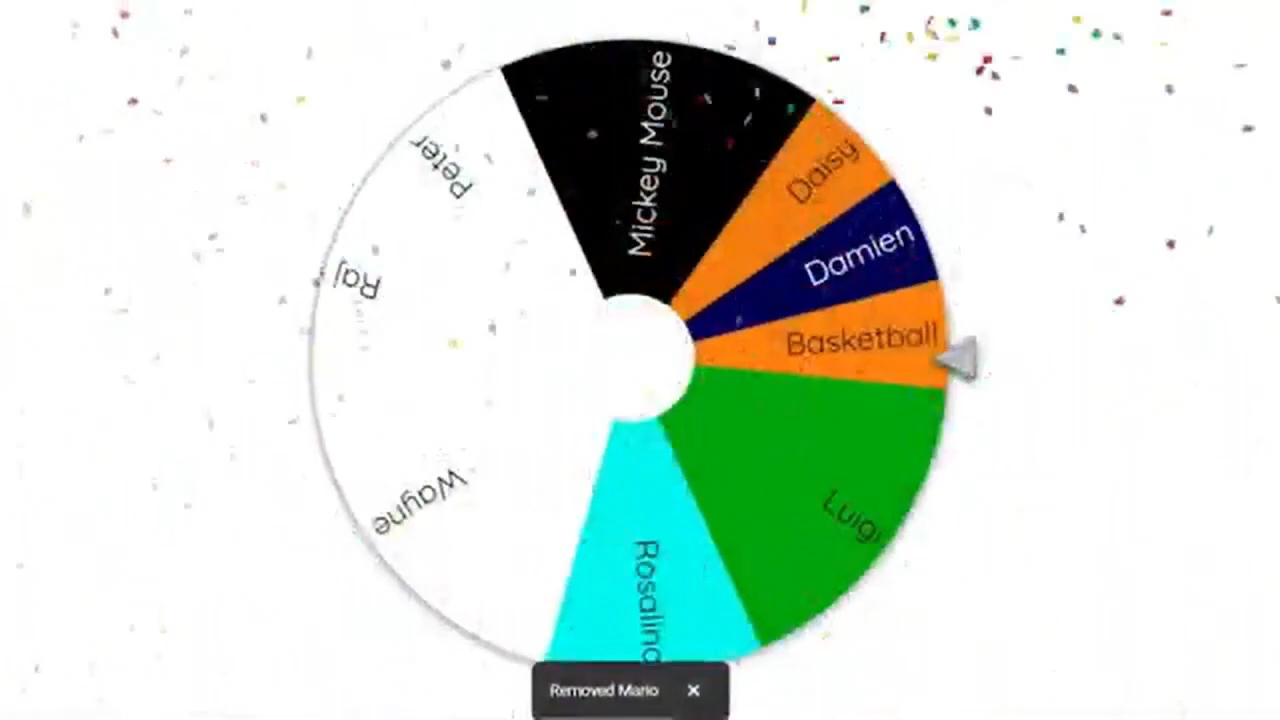 Mickey Mouse
Daisy
Damien
Basketball
Luigi
Rosalina
Wayne
Raj
Peter
Removed Mario